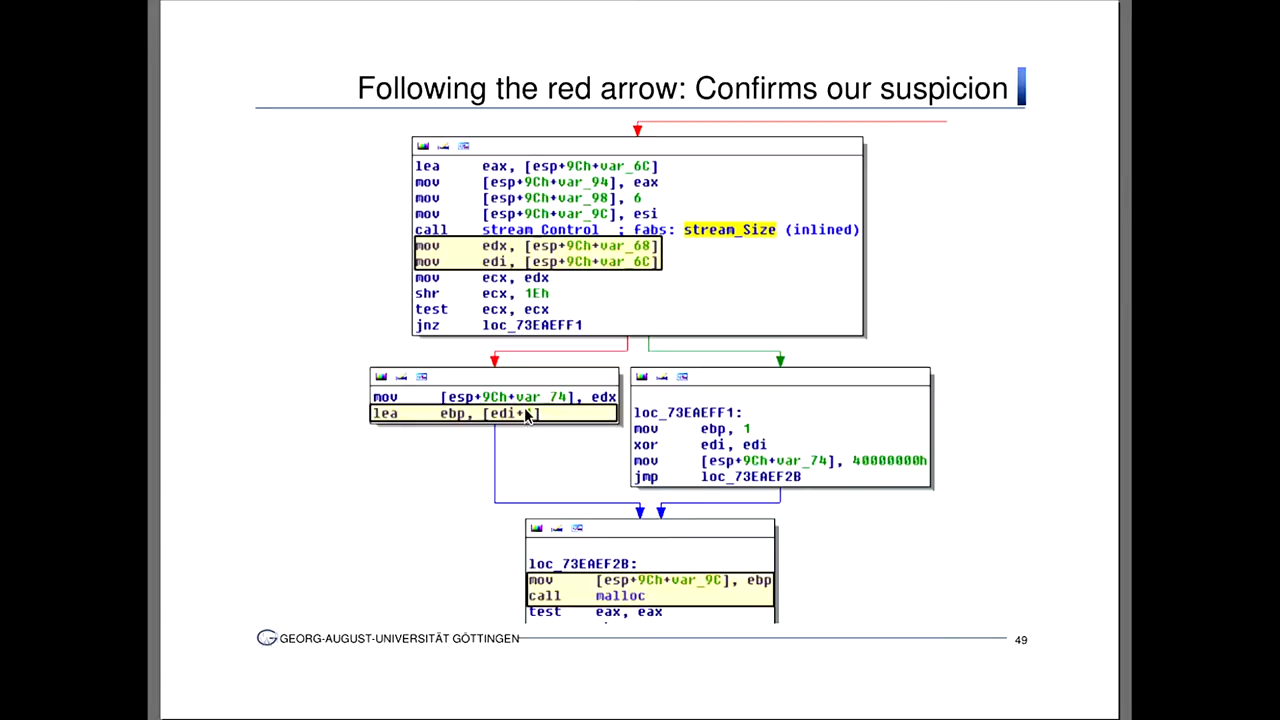 Following the red arrow: Confirms our suspicion
lea eax, [esp+9Ch+var_6C]
mov [esp+9Ch+var_94], eax
mov [esp+9Ch+var_98], 6
mov [esp+9Ch+var_9C], esi
call stream_Control ; fabs: stream_Size (inlined)
mov edx, [esp+9Ch+var_68]
mov edi, [esp+9Ch+var_6C]
mov ecx, edx
shr ecx, 1Eh
test ecx, ecx
jnz loc_73EAEFF1
mov [esp+9Ch+var_74], edx
lea ebp,
loc_73EAEFF1:
mov ebp, 1
xor edi, edi
mov [esp+9Ch+var_74], 40000000h
jmp loc_73EAEF2B
loc_73EAEF2B:
mov [esp+9Ch+var_9C], ebp
call malloc
test eax, eax
GEORG-AUGUST-UNIVERSITÄT GÖTTINGEN
49